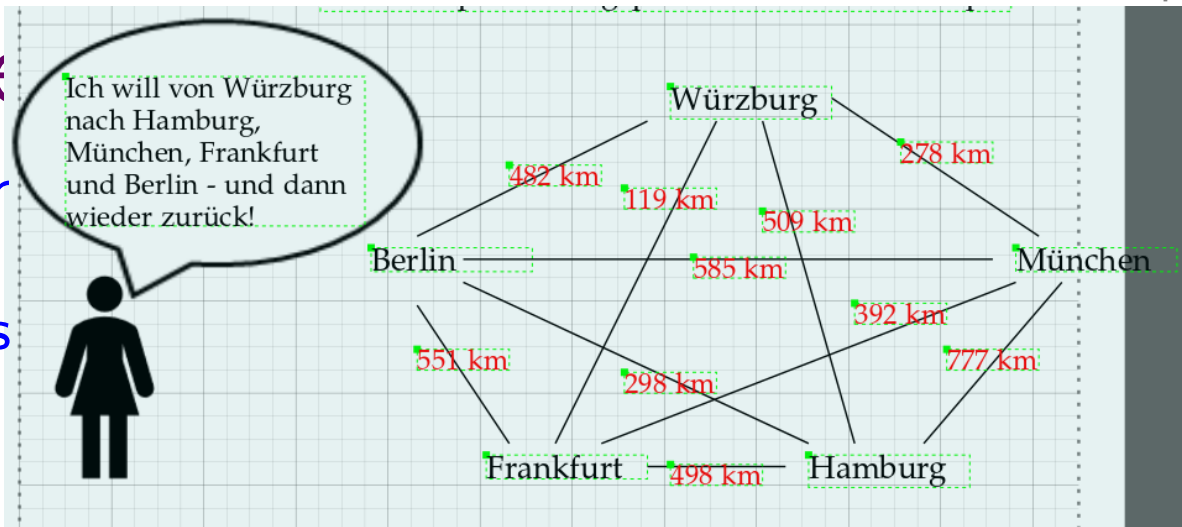 Ich will von Würzburg
nach Hamburg,
München, Frankfurt
und Berlin - und dann
wieder zurück!
Würzburg
278 km
482 km
119 km
509 km
Berlin
585 km
München
392 km
551 km
777 km
298 km
Frankfurt
498 km
Hamburg